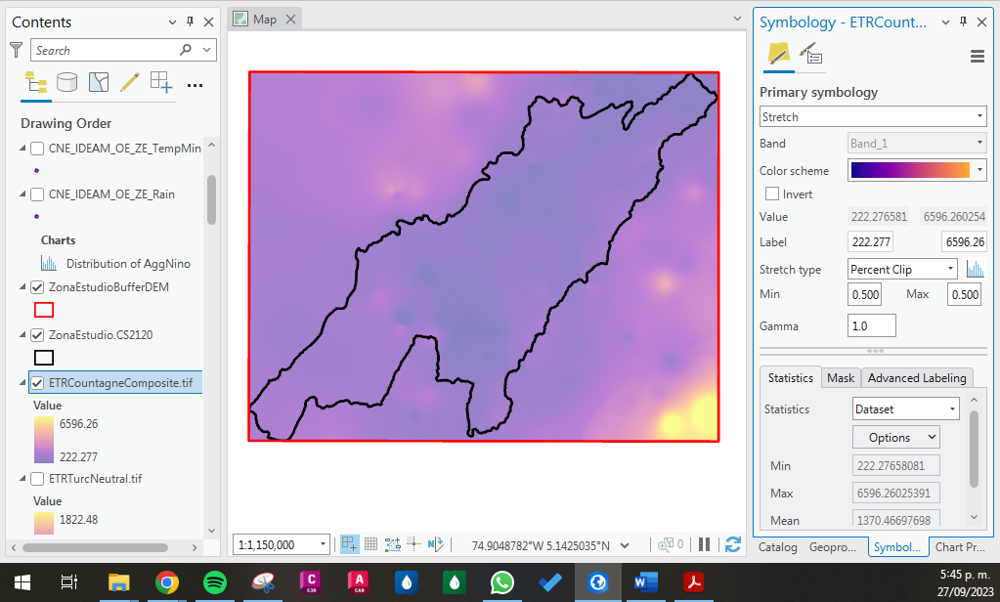 Contents
Search
Drawing Order
CNE_IDEAM_OE_ZE_TempMin
CNE_IDEAM_OE_ZE_Rain
Charts
Distribution of AggNino
ZonaEstudioBufferDEM
ZonaEstudio.CS2120
ETRCountagneComposite.tif
Value
6596.26
222.277
ETRTurcNeutral.tif
Value
1822.48
Map
1:1,150,000
74.9048782°W 5.1425035°N
0
Symbology - ETRCount...
Primary symbology
Stretch
Band Band_1
Color scheme
Invert
Value 222.276581 6596.260254
Label 222.277 6596.26
Stretch type Percent Clip
Min 0.500 Max 0.500
Gamma 1.0
Statistics Mask Advanced Labeling
Statistics Dataset
Options
Min 222.27658081
Max 6596.26025391
Mean 1370.46697698
Catalog Geopro... Symbol... Chart Pr...
C
C3D
A
CAD
W
5:45 p. m.
27/09/2023